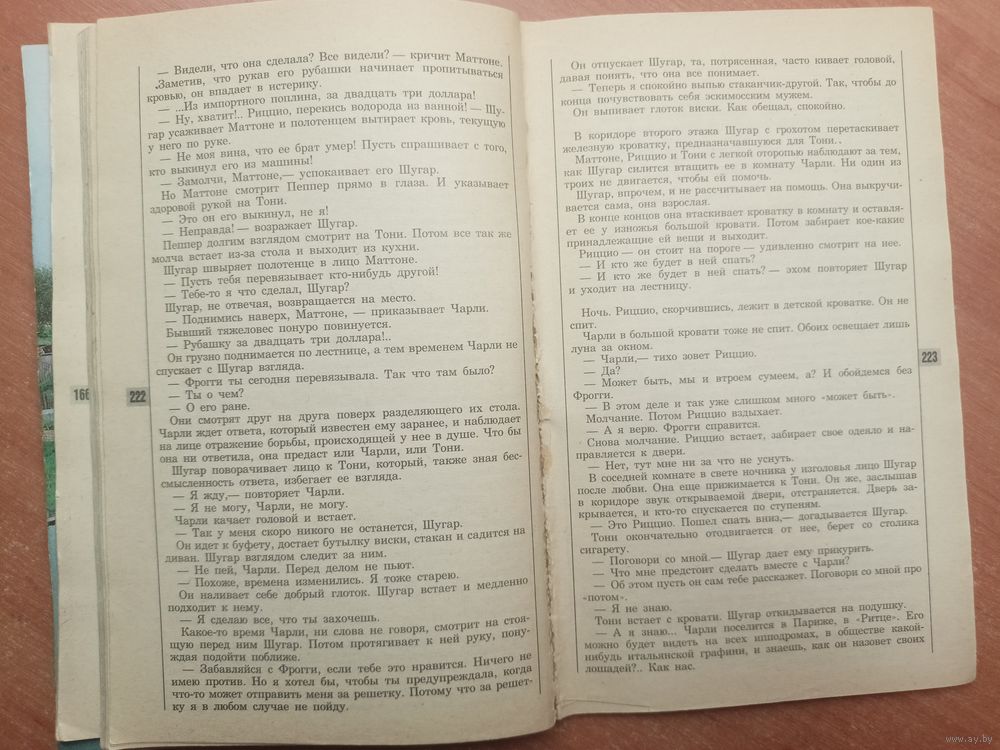 — Видели, что она сделала? Все видели? — кричит Маттоне.
Заметив, что рукав его рубашки начинает пропитываться
кровью, он впадает в истерику.
— ...Из импортного поплина, за двадцать три доллара!
— Ну, хватит!.. Риццио, перекись водорода из ванной! — Шу-
гар усаживает Маттоне и полотенцем вытирает кровь, текущую
у него по руке.
— Не моя вина, что ее брат умер! Пусть спрашивает с того,
кто выкинул его из машины!
— Замолчи, Маттоне,— успокаивает его Шугар.
Но Маттоне смотрит Пеппер прямо в глаза. И указывает
здоровой рукой на Тони.
— Это он его выкинул, не я!
— Неправда! — возражает Шугар.
Пеппер долгим взглядом смотрит на Тони. Потом все так же
молча встает из-за стола и выходит из кухни.
Шугар швыряет полотенце в лицо Маттоне.
— Пусть тебя перевязывает кто-нибудь другой!
— Тебе-то я что сделал, Шугар?
Шугар, не отвечая, возвращается на место.
— Поднимись наверх, Маттоне, — приказывает Чарли.
Бывший тяжеловес понуро повинуется.
— Рубашку за двадцать три доллара!..
Он грузно поднимается по лестнице, а тем временем Чарли не
спускает с Шугар взгляда.
— Фрогги ты сегодня перевязывала. Так что там было?
— Ты о чем?
— О его ране.
Они смотрят друг на друга поверх разделяющего их стола.
Чарли ждет ответа, который известен ему заранее, и наблюдает
на лице отражение борьбы, происходящей у нее в душе. Что бы
она ни ответила, она предаст или Чарли, или Тони.
Шугар поворачивает лицо к Тони, который, также зная бес-
смысленность ответа, избегает ее взгляда.
— Я жду,— повторяет Чарли.
— Я не могу, Чарли, не могу.
Чарли качает головой и встает.
— Так у меня скоро никого не останется, Шугар.
Он идет к буфету, достает бутылку виски, стакан и садится на
диван. Шугар взглядом следит за ним.
— Не пей, Чарли. Перед делом не пьют.
— Похоже, времена изменились. Я тоже старею.
Он наливает себе добрый глоток. Шугар встает и медленно
подходит к нему.
— Я сделаю все, что ты захочешь.
Какое-то время Чарли, ни слова не говоря, смотрит на стоя-
щую перед ним Шугар. Потом протягивает к ней руку, пону-
ждая подойти поближе.
— Забавляйся с Фрогги, если тебе это нравится. Ничего не
имею против. Но я хотел бы, чтобы ты предупреждала, когда
что-то может отправить меня за решетку. Потому что за решет-
ку я в любом случае не пойду.
166
222
Он отпускает Шугар, та, потрясенная, часто кивает головой,
давая понять, что она все понимает.
— Теперь я спокойно выпью стаканчик-другой. Так, чтобы до
конца почувствовать себя эскимосским мужем.
Он выпивает глоток виски. Как обещал, спокойно.
В коридоре второго этажа Шугар с грохотом перетаскивает
железную кроватку, предназначавшуюся для Тони..
Маттоне, Риццио и Тони с легкой оторопью наблюдают за тем,
как Шугар силится втащить ее в комнату Чарли. Ни один из
троих не двигается, чтобы ей помочь.
Шугар, впрочем, и не рассчитывает на помощь. Она выкручи-
вается сама, она взрослая.
В конце концов она втаскивает кроватку в комнату и оставля-
ет ее у изножья большой кровати. Потом забирает кое-какие
принадлежащие ей вещи и выходит.
Риццио — он стоит на пороге — удивленно смотрит на нее.
— И кто же будет в ней спать?
— И кто же будет в ней спать? — эхом повторяет Шугар
и уходит на лестницу.
Ночь. Риццио, скорчившись, лежит в детской кроватке. Он не
спит.
Чарли в большой кровати тоже не спит. Обоих освещает лишь
луна за окном.
— Чарли,— тихо зовет Риццио.
— Да?
— Может быть, мы и втроем сумеем, а? И обойдемся без
Фрогги.
— В этом деле и так уже слишком много «может быть».
Молчание. Потом Риццио вздыхает.
— А я верю. Фрогги справится.
Снова молчание. Риццио встает, забирает свое одеяло и на-
правляется к двери.
— Нет, тут мне ни за что не уснуть.
В соседней комнате в свете ночника у изголовья лицо Шугар
после любви. Она еще прижимается к Тони. Он же, заслышав
в коридоре звук открываемой двери, отстраняется. Дверь за-
крывается, и кто-то спускается по ступеням.
— Это Риццио. Пошел спать вниз,— догадывается Шугар.
Тони окончательно отодвигается от нее, берет со столика
сигарету.
— Поговори со мной.— Шугар дает ему прикурить.
— Что мне предстоит сделать вместе с Чарли?
— Об этом пусть он сам тебе расскажет. Поговори со мной про
«потом».
— Я не знаю.
Тони встает с кровати. Шугар откидывается на подушку.
— А я знаю... Чарли поселится в Париже, в «Ритце». Его
можно будет видеть на всех ипподромах, в обществе какой-
нибудь итальянской графини, и знаешь, как он назовет своих
лошадей?.. Как нас.
223
www.ay.by